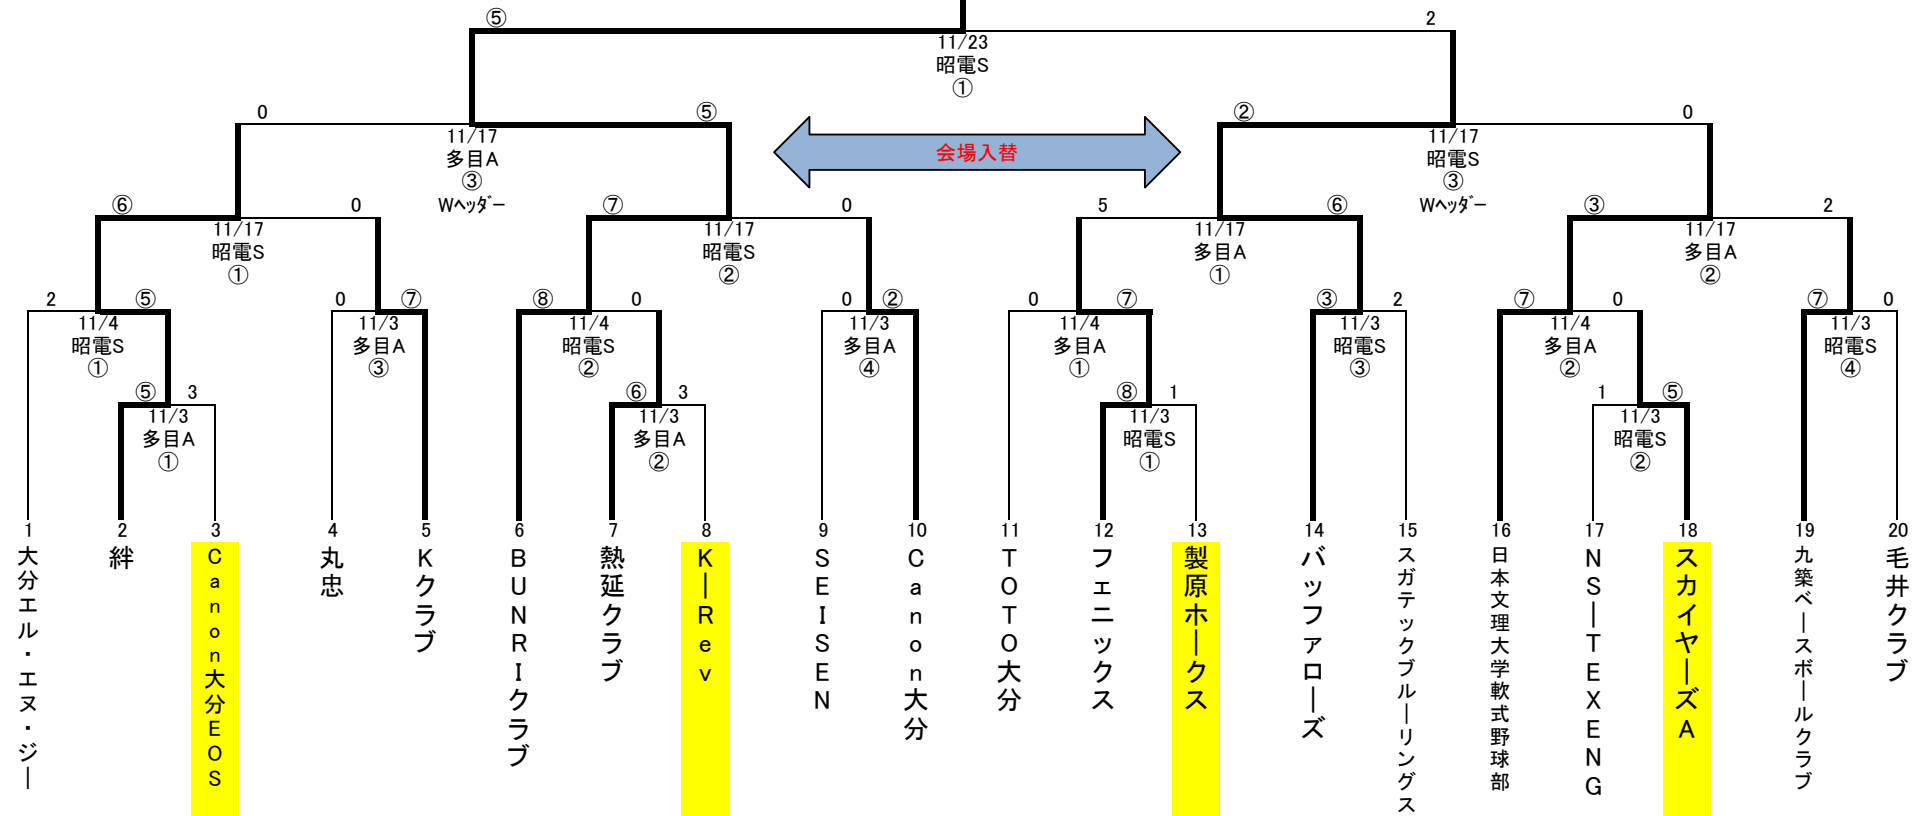 ⑤ 2
11/23
昭電S
①
0 ⑤ ② 0
会場入替
11/17
多目A
③
Wヘッダー
11/17
昭電S
③
Wヘッダー
⑥ 0 ⑦ 0 5 ⑥ ③ 2
11/17
昭電S
①
11/17
昭電S
②
11/17
多目A
①
11/17
多目A
②
2 ⑤ 0 ⑦ ⑧ 0 0 ② 0 ⑦ ③ 2 ⑦ 0 ⑦ 0
11/4
昭電S
①
11/3
多目A
③
11/4
昭電S
②
11/3
多目A
④
11/4
多目A
①
11/3
昭電S
③
11/4
多目A
②
11/3
昭電S
④
⑤ 3 ⑥ 3 ⑧ 1 1 ⑤
11/3
多目A
①
11/3
多目A
②
11/3
昭電S
①
11/3
昭電S
②
1
大分エル・エヌ・ジー
2
絆
3
Canon大分EOS
4
丸忠
5
Kクラブ
6
BUNRIクラブ
7
熱延クラブ
8
K―Rev
9
SEISEN
10
Canon大分
11
TOTO大分
12
フェニックス
13
製原ホークス
14
バッファローズ
15
スガテックブルーリングス
16
日本文理大学軟式野球部
17
NS―TEXENG
18
スカイヤーズA
19
九築ベースボールクラブ
20
毛井クラブ